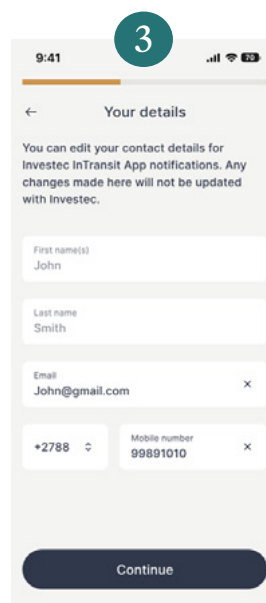 3
9:41
70
Your details
You can edit your contact details for
Investec InTransit App notifications. Any
changes made here will not be updated
with Investec.
First name(s)
John
Last name
Smith
Email
John@gmail.com
+2788
Mobile number
99891010
Continue